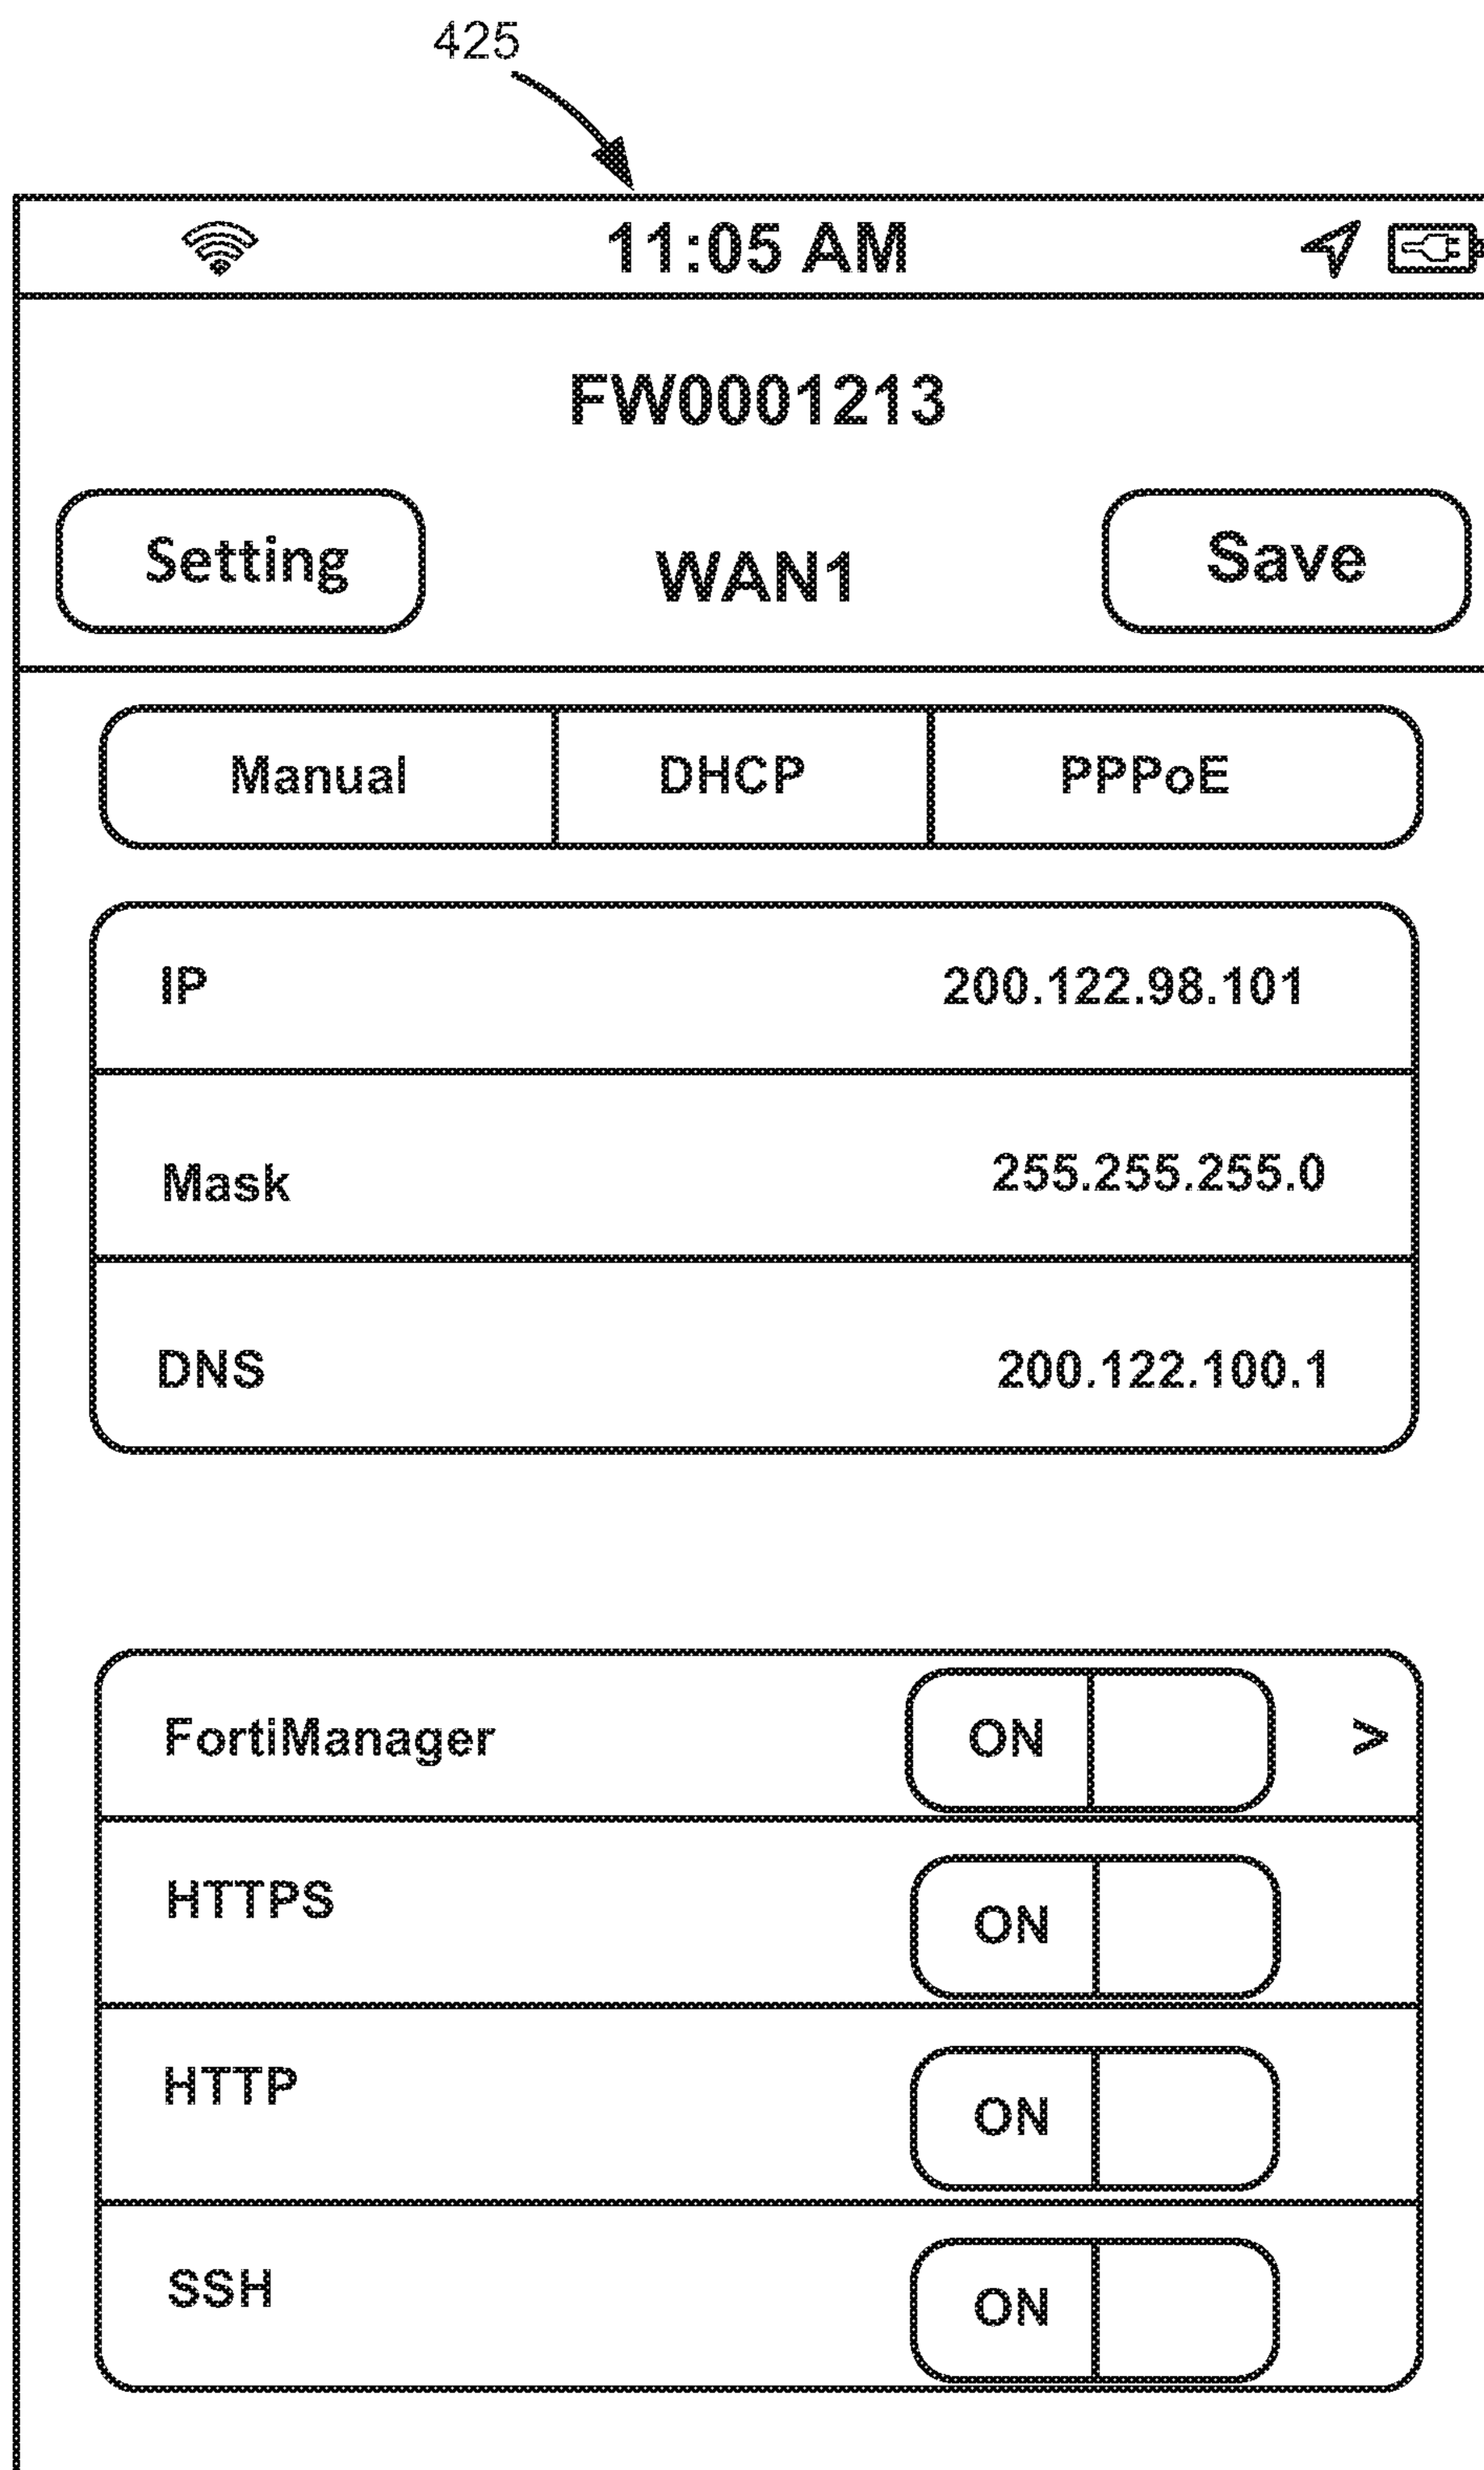 425
11:05 AM
FW0001213
Setting WAN1 Save
Manual DHCP PPPoE
IP 200.122.98.101
Mask 255.255.255.0
DNS 200.122.100.1
FortiManager ON >
HTTPS ON
HTTP ON
SSH ON